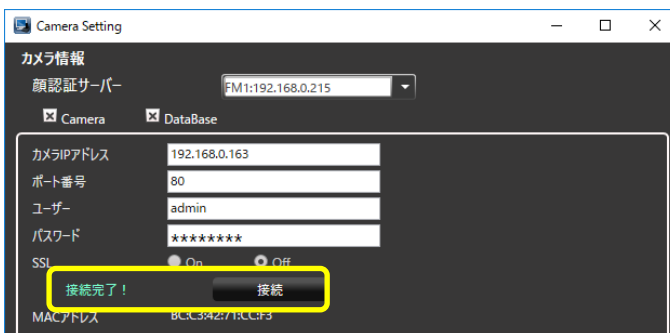 Camera Setting
カメラ情報
顔認証サーバー FM1:192.168.0.215
Camera DataBase
カメラIPアドレス 192.168.0.163
ポート番号 80
ユーザー admin
パスワード ********
SSL On Off
接続完了！ 接続
MACアドレス BC:C3:42:71:CC:F3